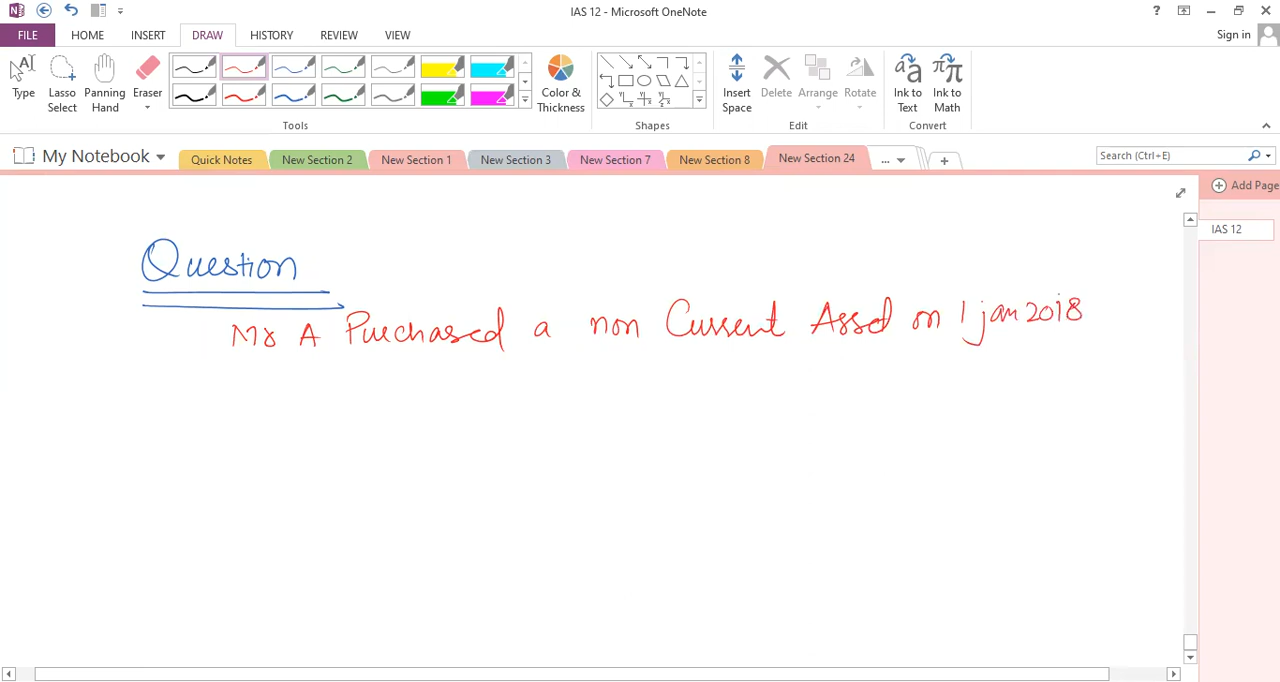 IAS 12 - Microsoft OneNote
?
FILE HOME INSERT DRAW HISTORY REVIEW VIEW Sign in
Type Lasso Select Panning Hand Eraser Color & Thickness Insert Space Delete Arrange Rotate Ink to Text Ink to Math
Tools Shapes Edit Convert
My Notebook Quick Notes New Section 2 New Section 1 New Section 3 New Section 7 New Section 8 New Section 24 ... + Search (Ctrl+E)
Add Page
IAS 12
Question
Mr A Purchased a non Current Asset on 1 jan 2018